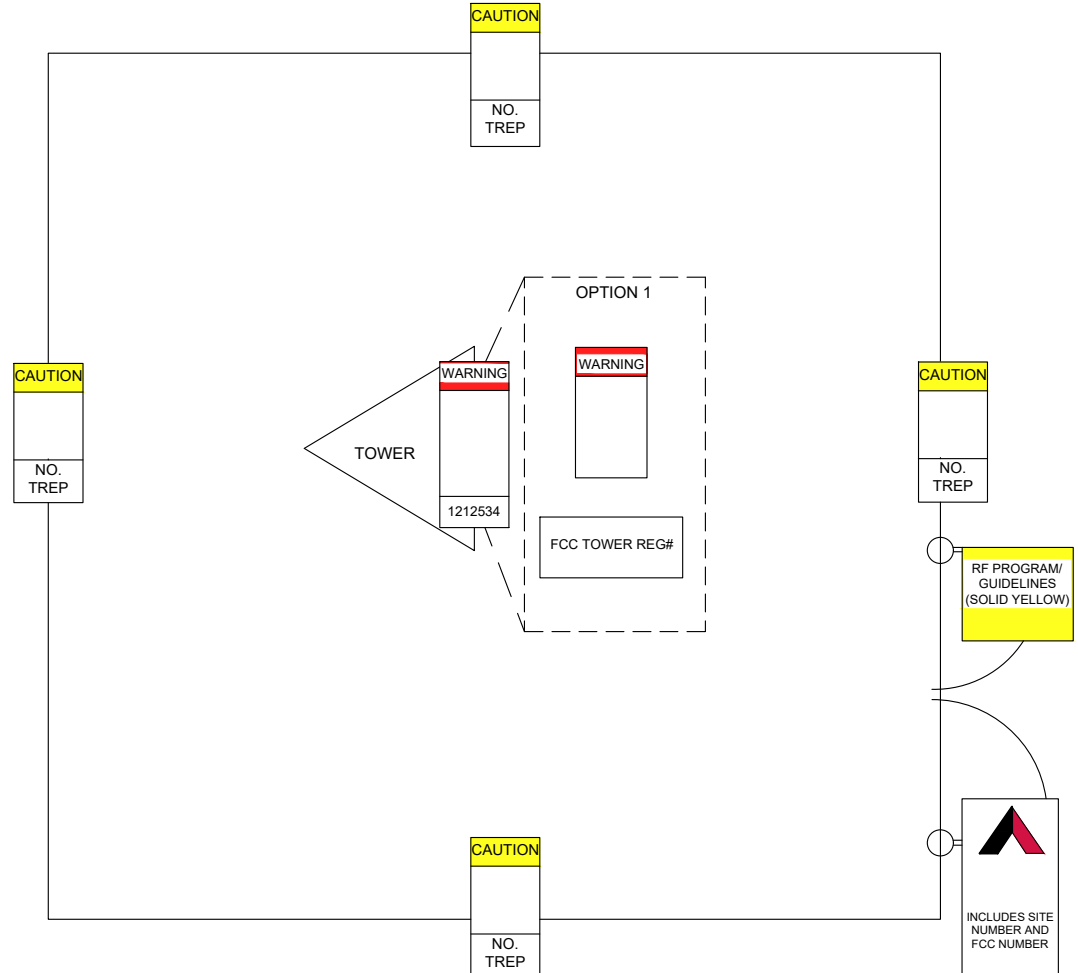 CAUTION
NO.
TREP
OPTION 1
WARNING
WARNING
CAUTION
CAUTION
TOWER
NO.
TREP
NO.
TREP
1212534
FCC TOWER REG#
RF PROGRAM/
GUIDELINES
(SOLID YELLOW)
CAUTION
NO.
TREP
INCLUDES SITE
NUMBER AND
FCC NUMBER